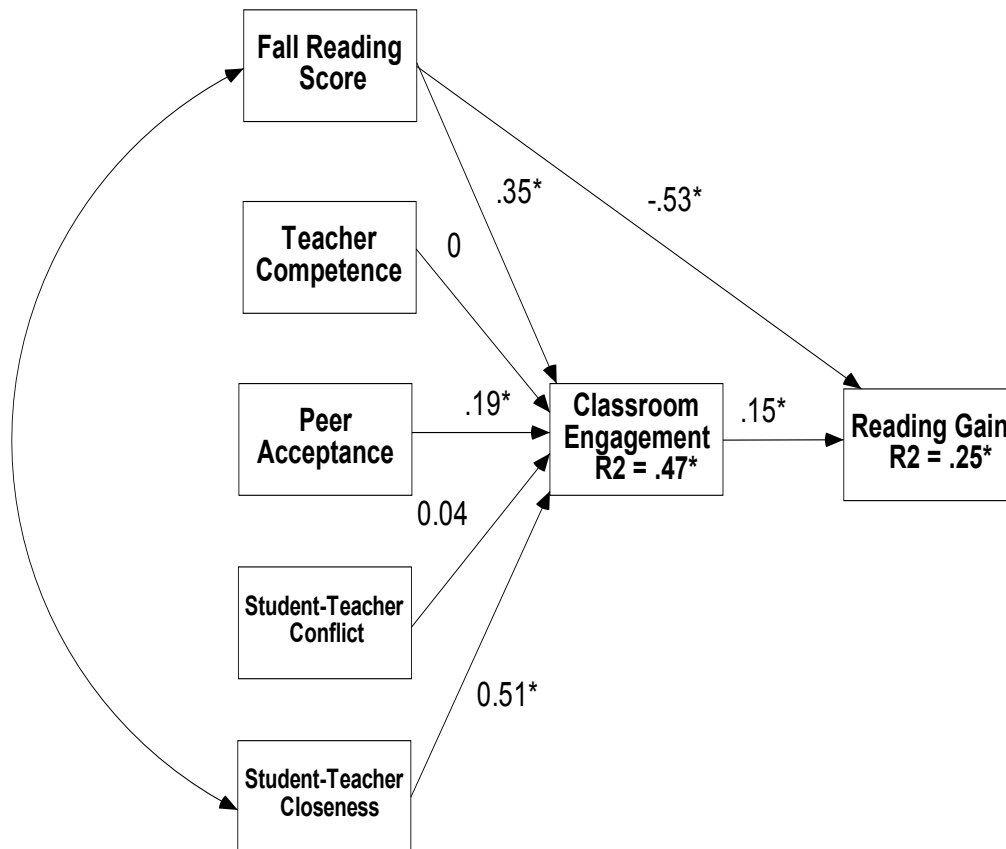 Fall Reading
Score
.35*
-.53*
Teacher
Competence
0
Peer
Acceptance
.19*
Classroom
Engagement
R2 = .47*
.15*
Reading Gain
R2 = .25*
0.04
Student-Teacher
Conflict
0.51*
Student-Teacher
Closeness